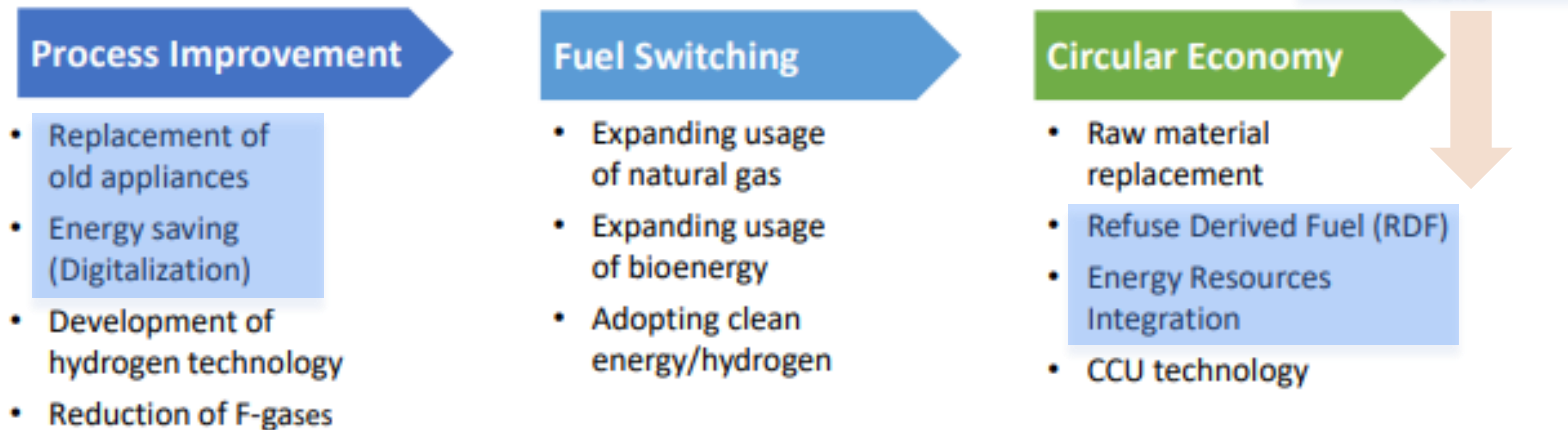 Process Improvement
• Replacement of
old appliances
• Energy saving
(Digitalization)
• Development of
hydrogen technology
• Reduction of F-gases
Fuel Switching
• Expanding usage
of natural gas
• Expanding usage
of bioenergy
• Adopting clean
energy/hydrogen
Circular Economy
• Raw material
replacement
• Refuse Derived Fuel (RDF)
• Energy Resources
Integration
• CCU technology